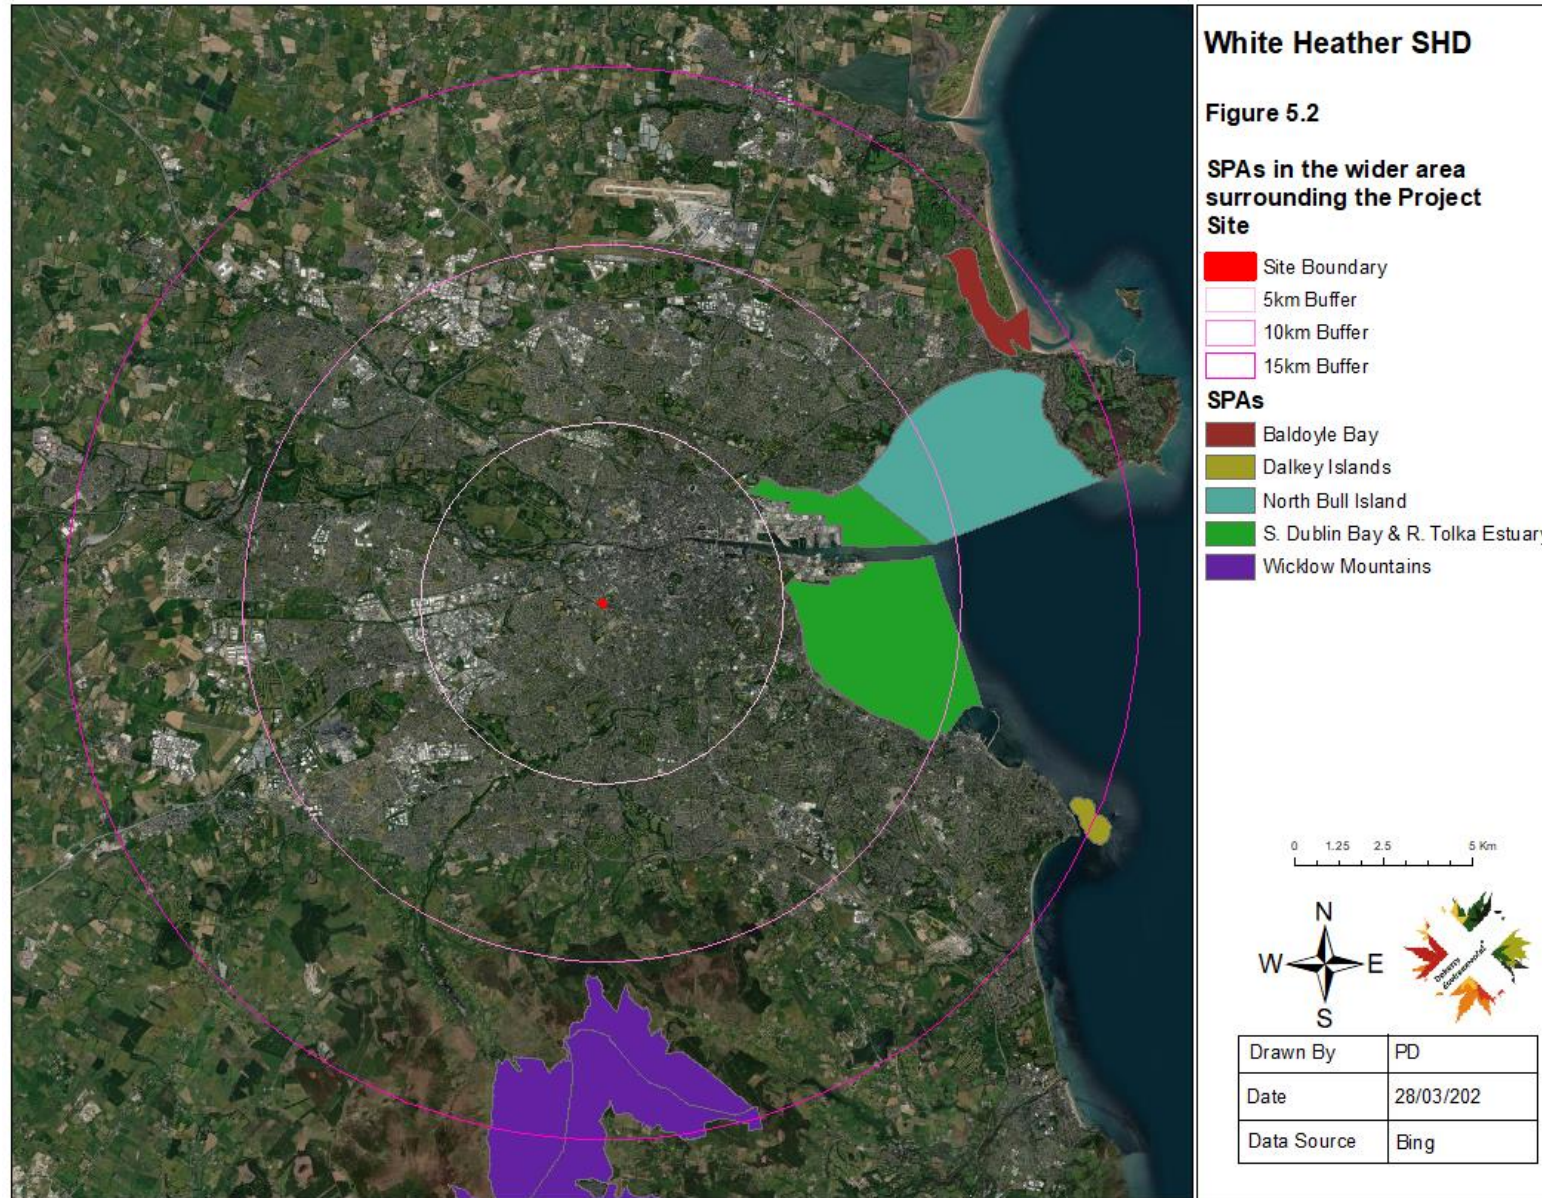 White Heather SHD
Figure 5.2
SPAs in the wider area
surrounding the Project
Site
Site Boundary
5km Buffer
10km Buffer
15km Buffer
SPAs
Baldoyle Bay
Dalkey Islands
North Bull Island
S. Dublin Bay & R. Tolka Estuary
Wicklow Mountains
0 1.25 2.5 5 Km
N
W E
S
Drawn By PD
Date 28/03/202
Data Source Bing